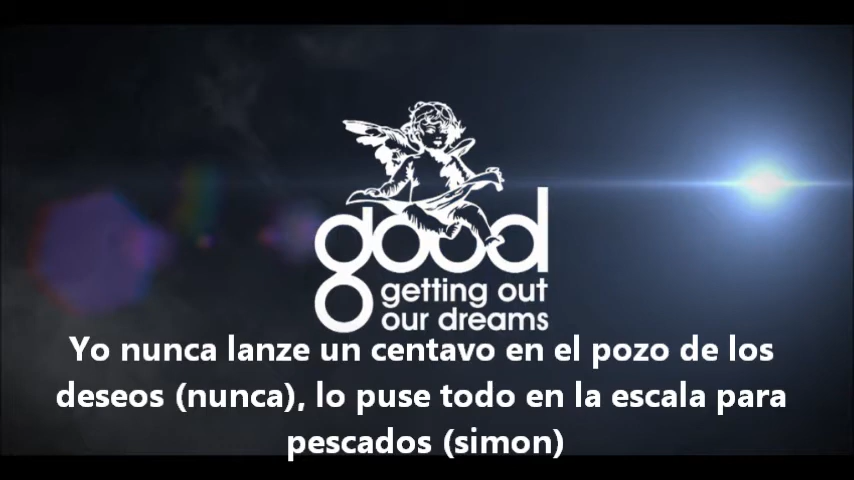 good
getting out
our dreams
Yo nunca lanze un centavo en el pozo de los
deseos (nunca), lo puse todo en la escala para
pescados (simon)